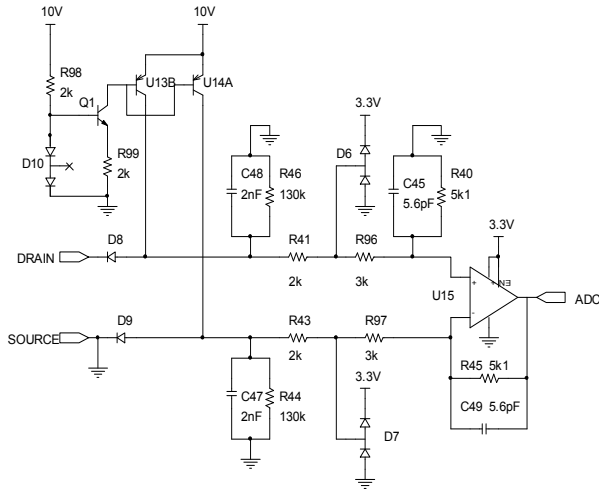 10V
10V
R98
2k
Q1
U13B
U14A
R99
2k
D10
3.3V
D6
C48
2nF
R46
130k
C45
5.6pF
R40
5k1
3.3V
EN
D8
DRAIN
R41
2k
R96
3k
U15
+
-
+
ADC
D9
SOURCE
R43
2k
R97
3k
R45 5k1
C49 5.6pF
C47
2nF
R44
130k
3.3V
D7